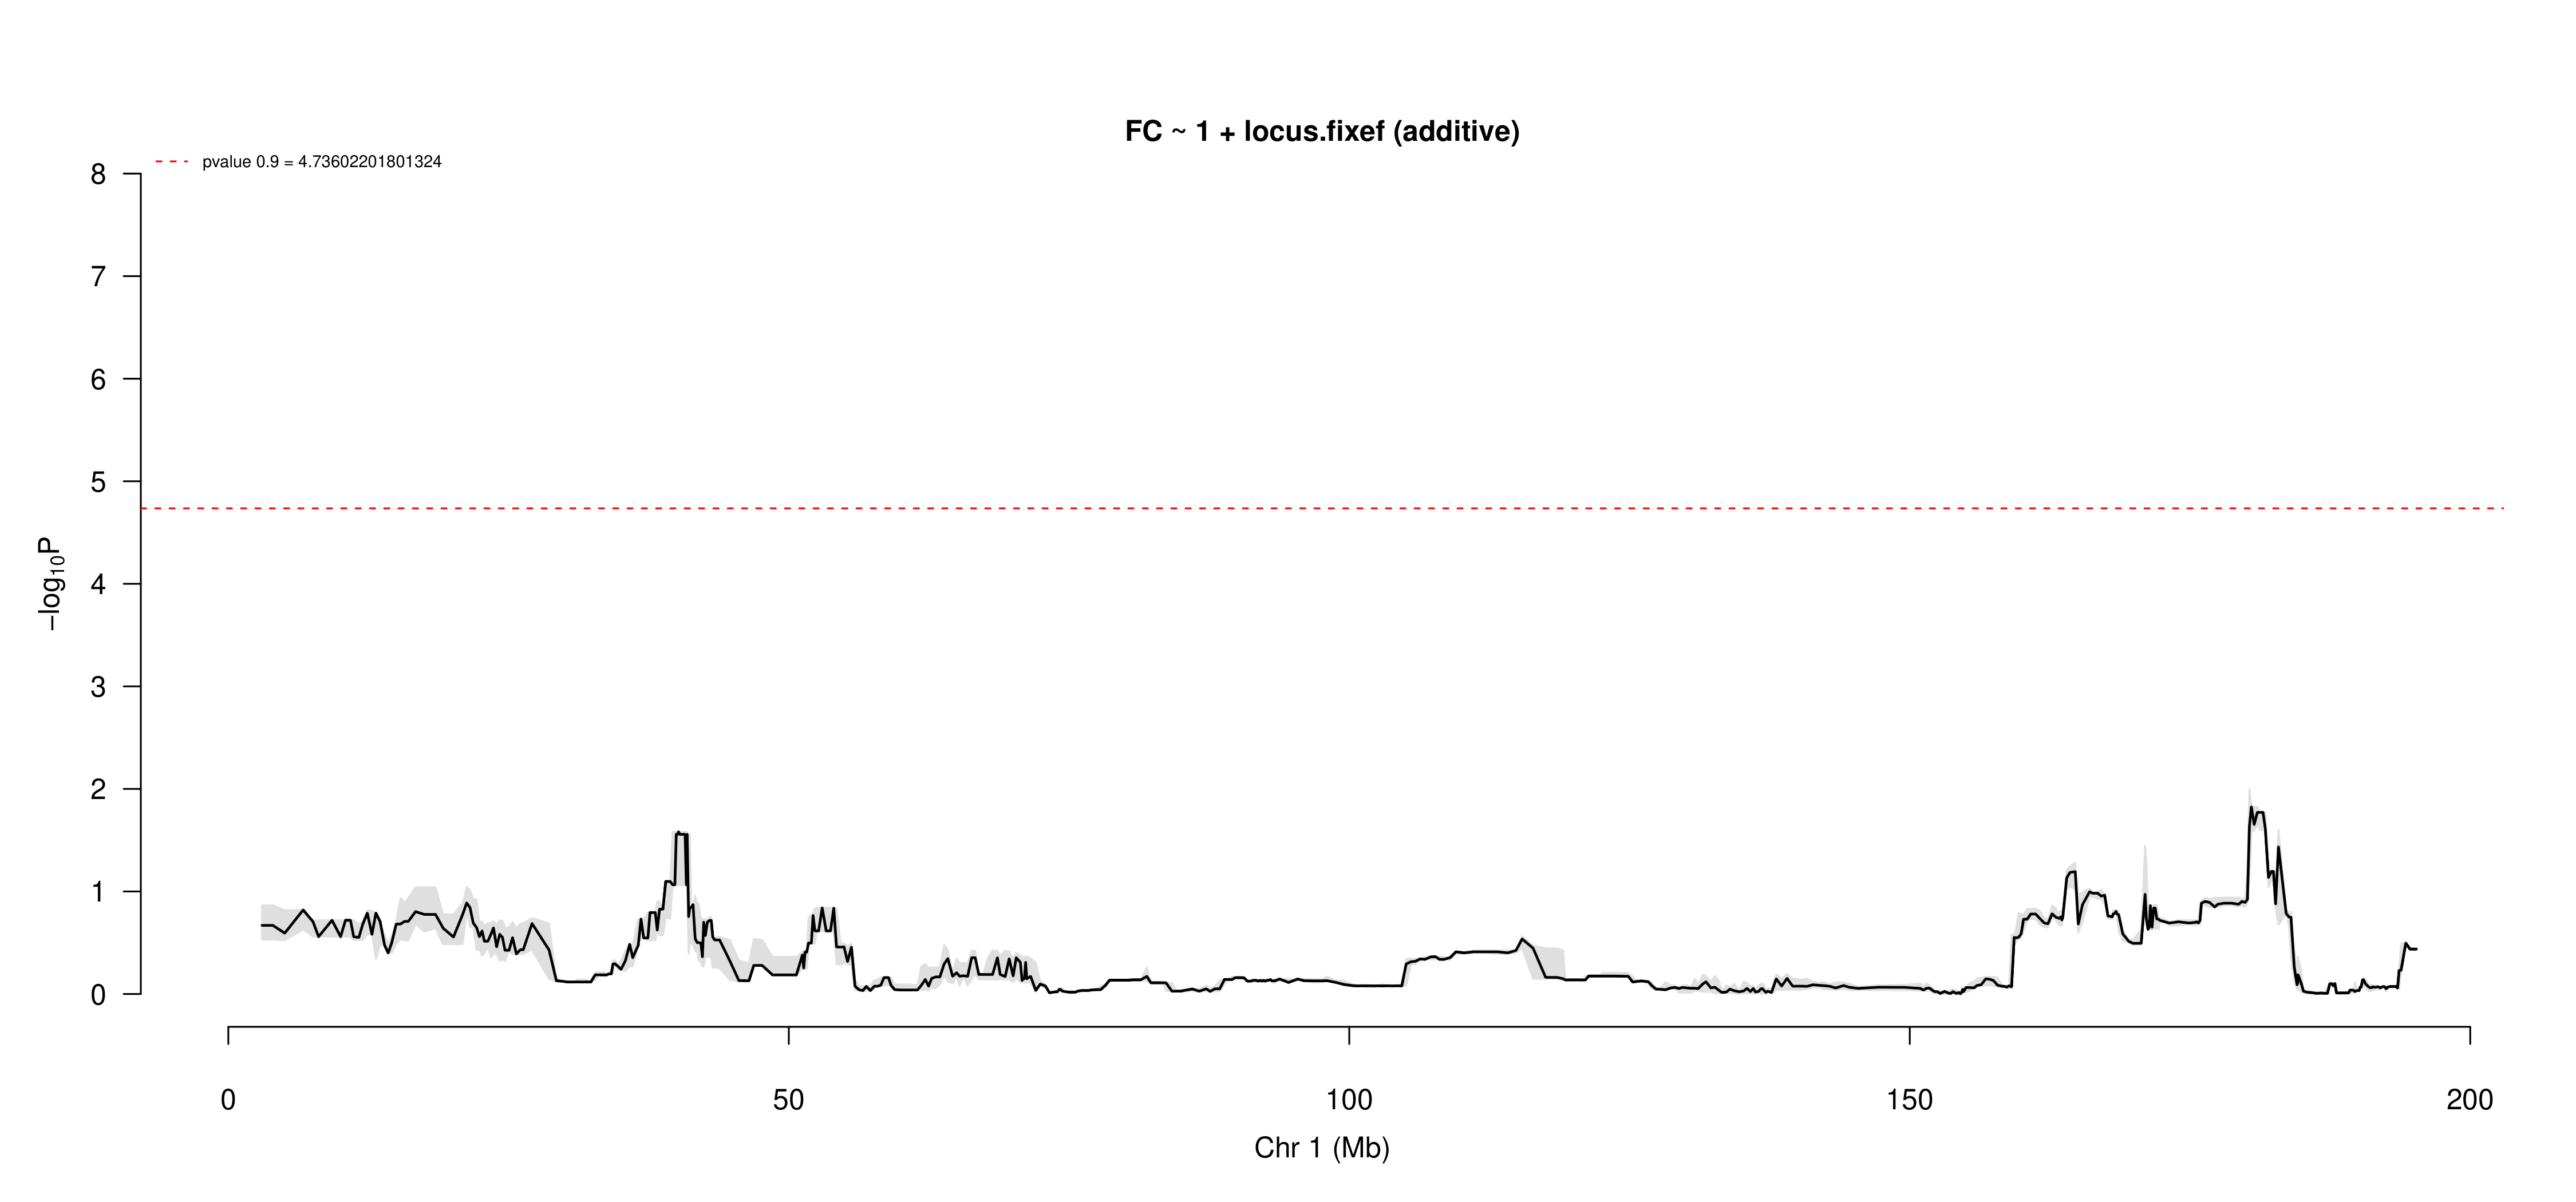 FC ~ 1 + locus.fixef (additive)
pvalue 0.9 = 4.73602201801324
8
7
6
5
4
3
2
1
0
−log10P
0 50 100 150 200
Chr 1 (Mb)